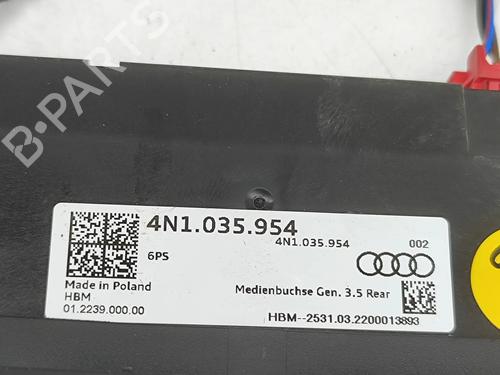 B-PARTS
4N1.035.954
4N1.035.954
002
6PS
Made in Poland
HBM
01.2239.000.00
Medienbuchse Gen. 3.5 Rear
HBM--2531.03.2200013893